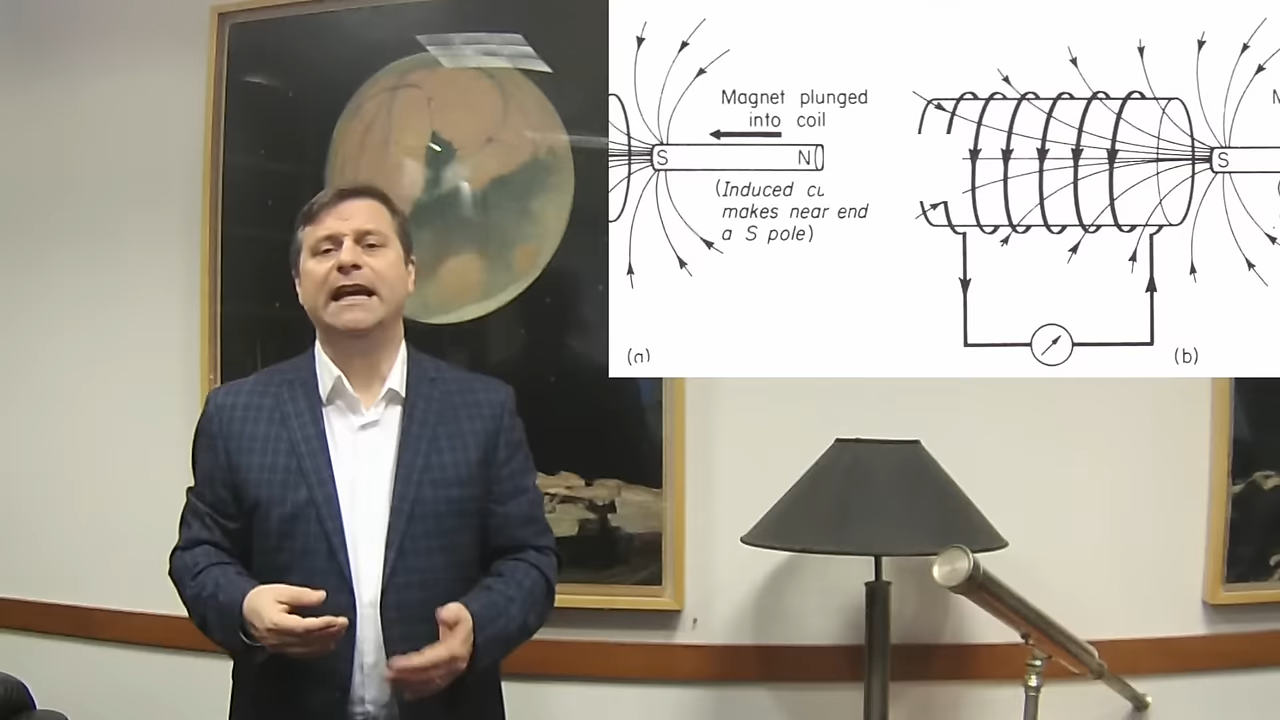 Magnet plunged
into coil
S
N
(Induced
makes near end
a S pole)
(a)
S
(b)